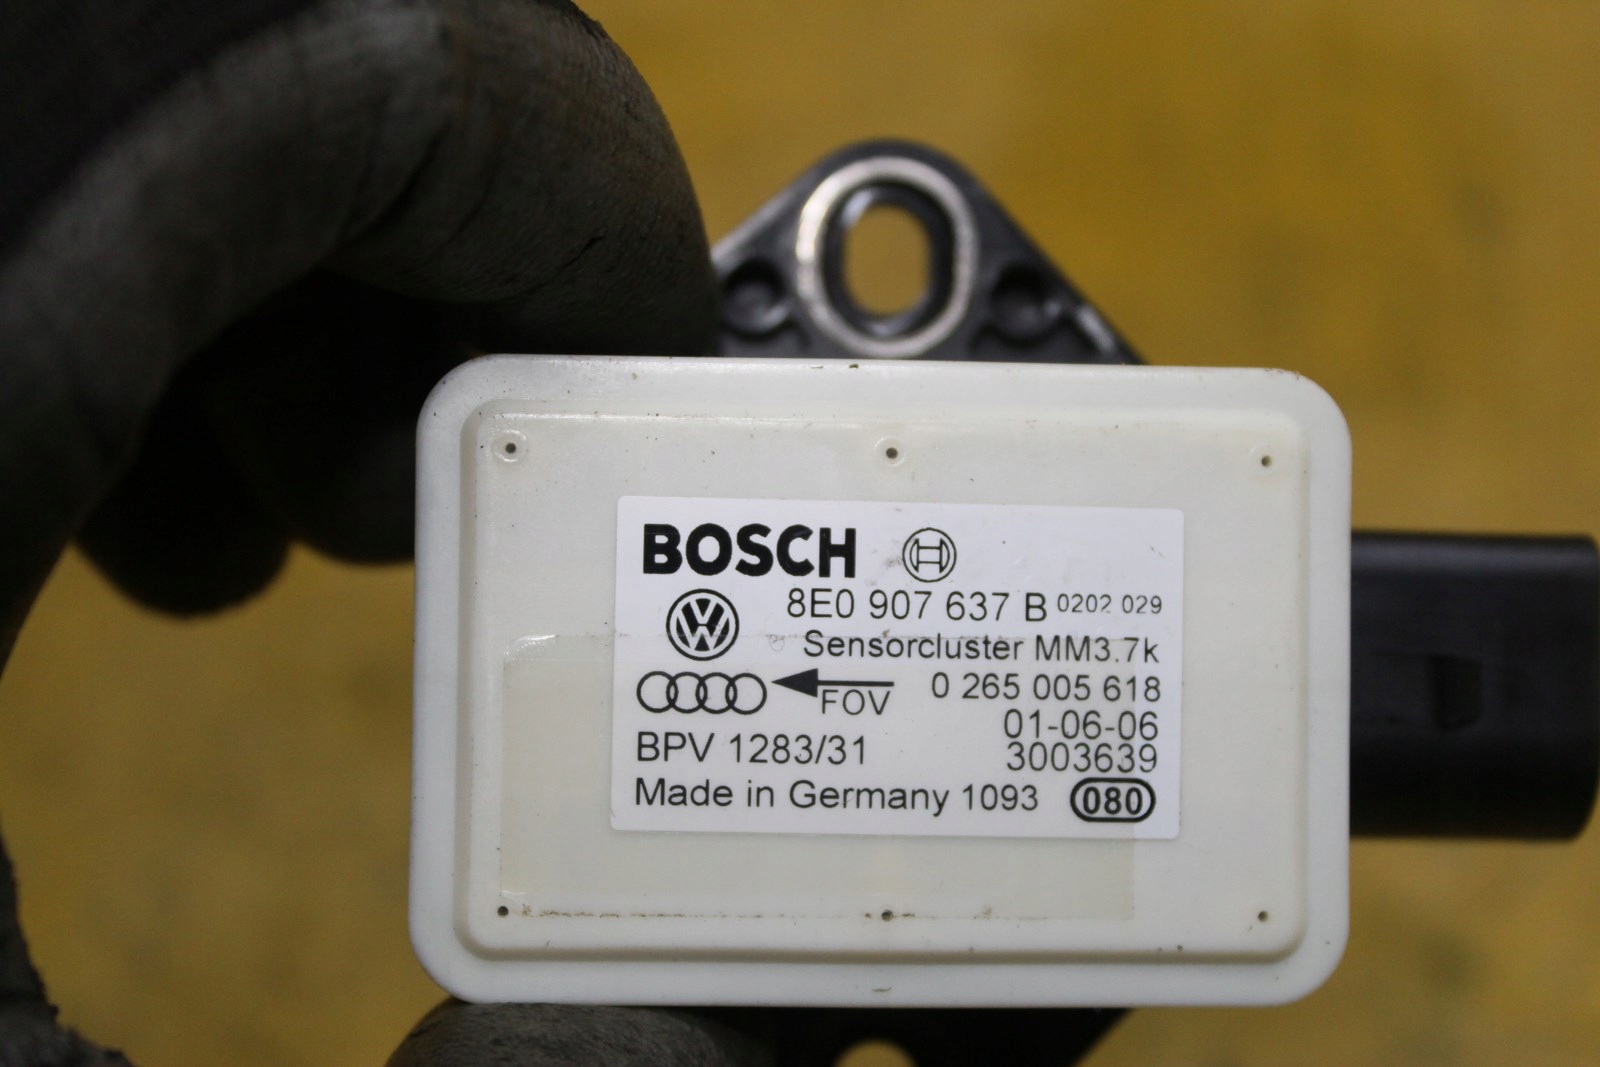 BOSCH
8E0 907 637 B 0202 029
Sensorcluster MM3.7k
FOV 0 265 005 618
01-06-06
BPV 1283/31 3003639
Made in Germany 1093 080